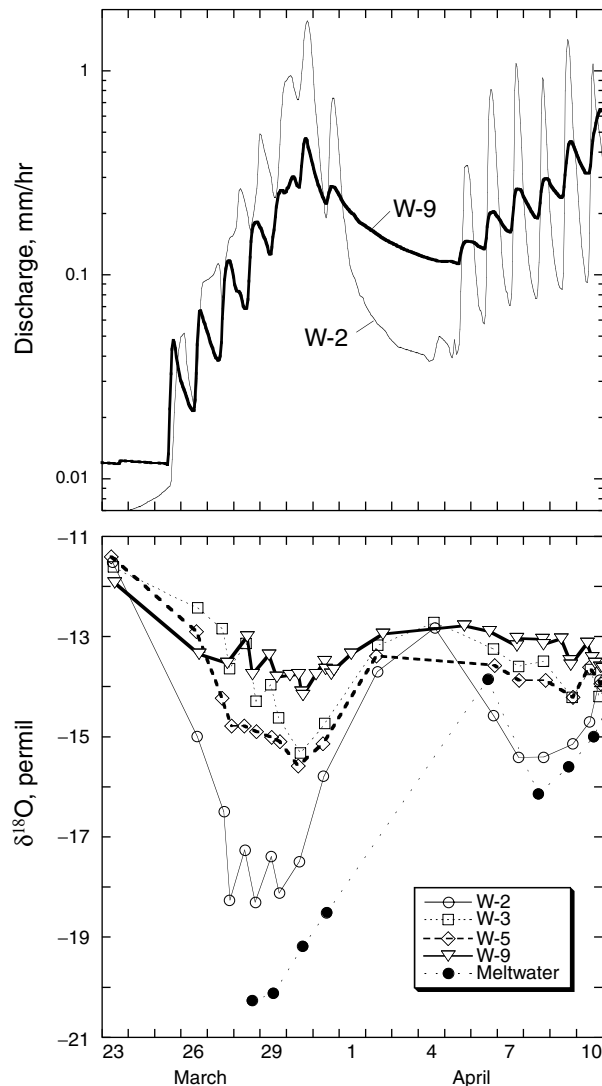 1
0.1
0.01
Discharge, mm/hr
W-9
W-2
−11
−13
−15
−17
−19
−21
δ18O, permil
W-2
W-3
W-5
W-9
Meltwater
23 26 29 1 4 7 10
March April